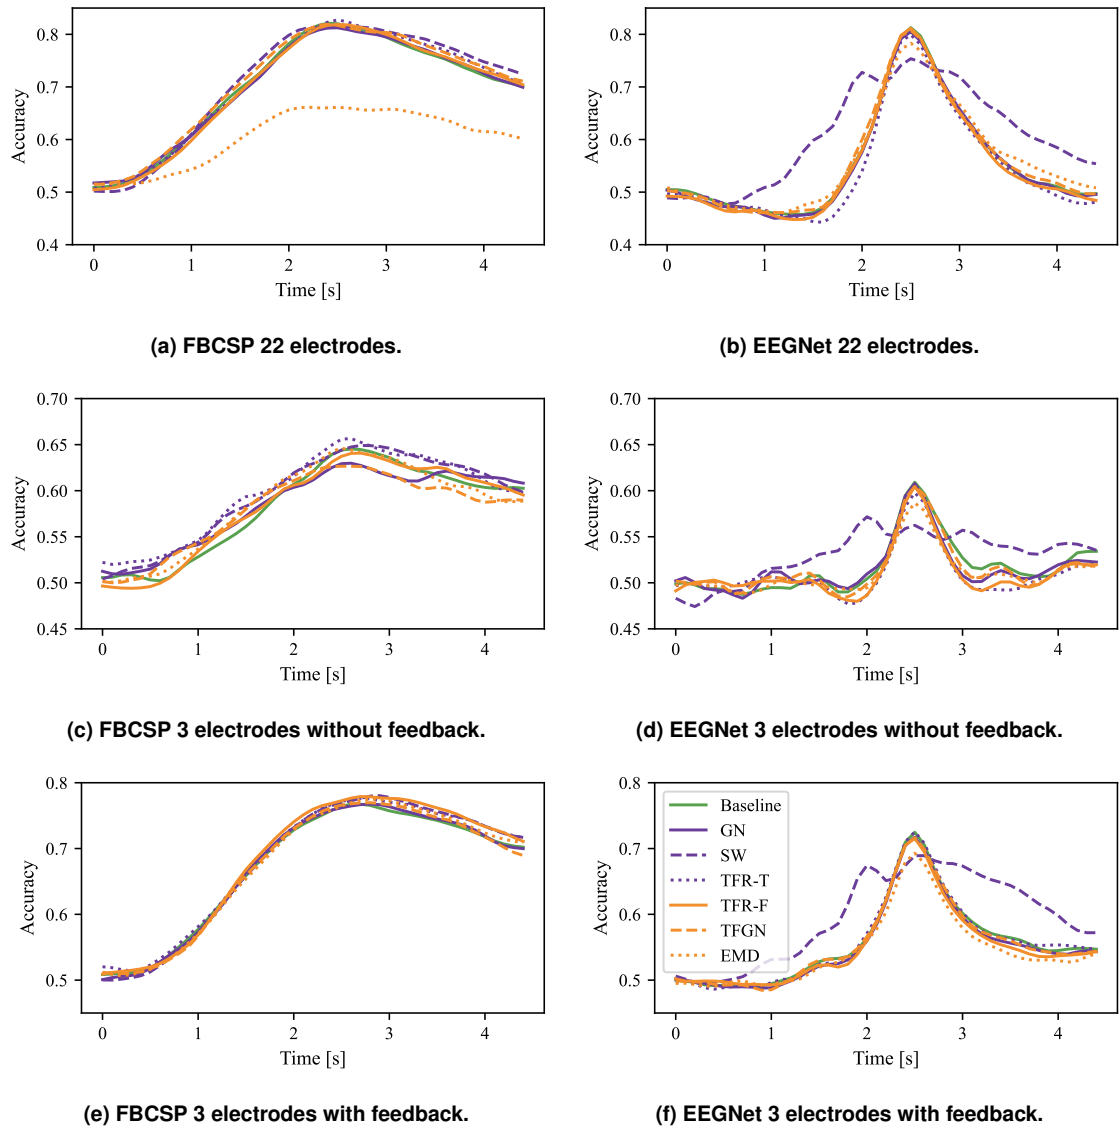 0.8
0.7
0.6
0.5
0.4
Accuracy
0 1 2 3 4
Time [s]
(a) FBCSP 22 electrodes.
0.8
0.7
0.6
0.5
0.4
Accuracy
0 1 2 3 4
Time [s]
(b) EEGNet 22 electrodes.
0.70
0.65
0.60
0.55
0.50
0.45
Accuracy
0 1 2 3 4
Time [s]
(c) FBCSP 3 electrodes without feedback.
0.70
0.65
0.60
0.55
0.50
0.45
Accuracy
0 1 2 3 4
Time [s]
(d) EEGNet 3 electrodes without feedback.
0.8
0.7
0.6
0.5
Accuracy
0 1 2 3 4
Time [s]
(e) FBCSP 3 electrodes with feedback.
0.8
0.7
0.6
0.5
Accuracy
Baseline
GN
SW
TFR-T
TFR-F
TFGN
EMD
0 1 2 3 4
Time [s]
(f) EEGNet 3 electrodes with feedback.